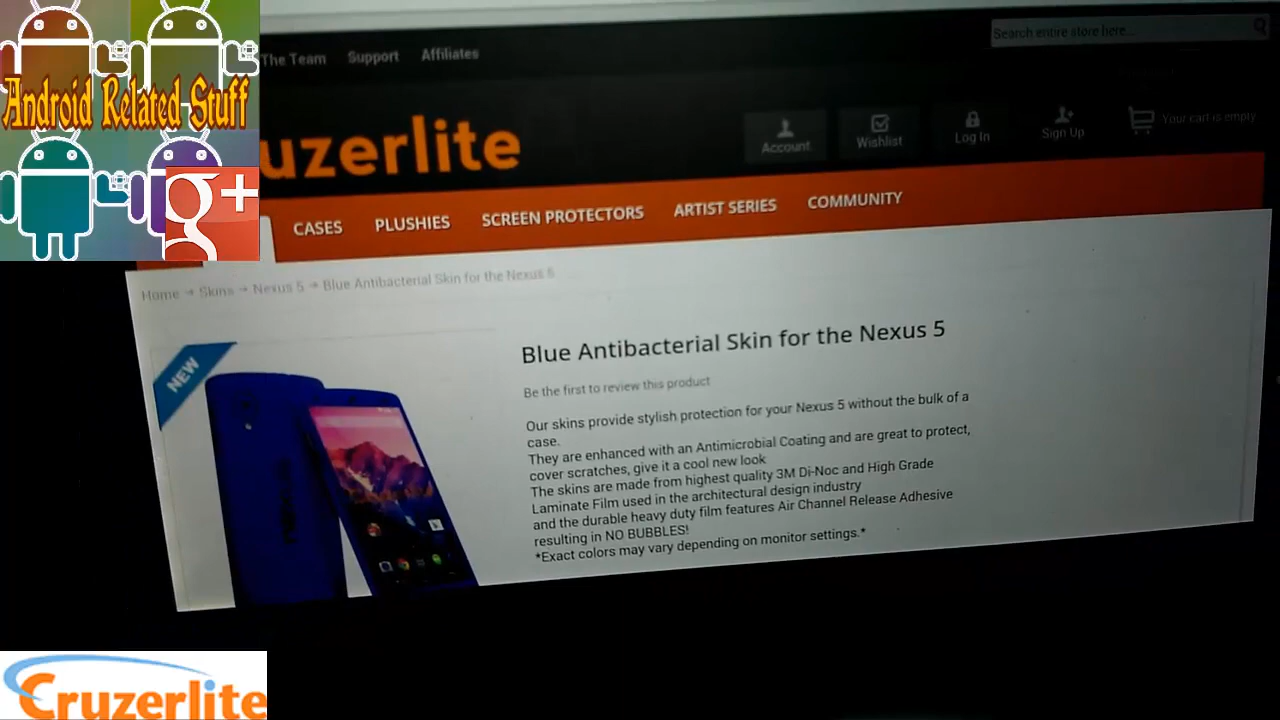 Android Related Stuff
g+
The Team Support Affiliates
Search entire store here...
uzerlite
Account Wishlist Log In Sign Up Your cart is empty
CASES PLUSHIES SCREEN PROTECTORS ARTIST SERIES COMMUNITY
Home → Skins → Nexus 5 → Blue Antibacterial Skin for the Nexus 5
NEW
Blue Antibacterial Skin for the Nexus 5
Be the first to review this product
Our skins provide stylish protection for your Nexus 5 without the bulk of a
case.
They are enhanced with an Antimicrobial Coating and are great to protect,
cover scratches, give it a cool new look
The skins are made from highest quality 3M Di-Noc and High Grade
Laminate Film used in the architectural design industry
and the durable heavy duty film features Air Channel Release Adhesive
resulting in NO BUBBLES!
*Exact colors may vary depending on monitor settings.*
Cruzerlite